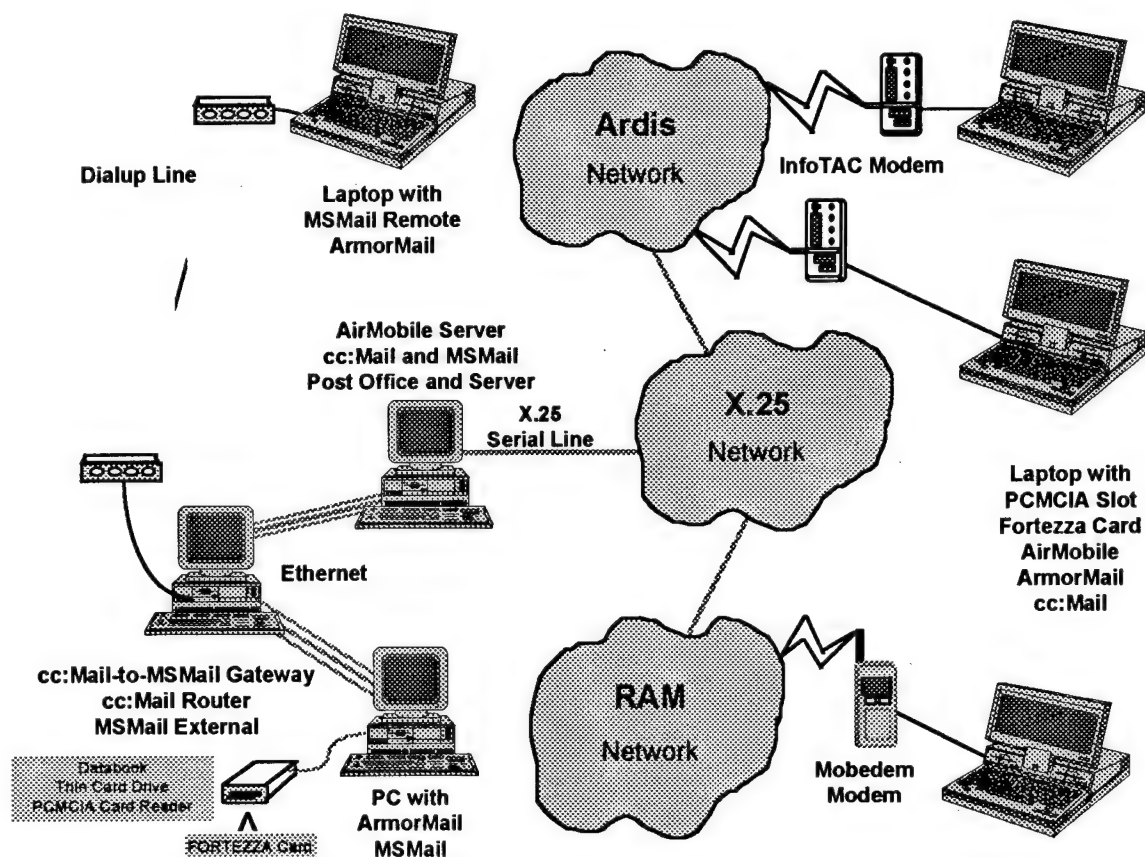 Ardis
Network
InfoTAC Modem
Dialup Line
Laptop with
MSMail Remote
ArmorMail
AirMobile Server
cc:Mail and MSMail
Post Office and Server
X.25
Serial Line
X.25
Network
Laptop with
PCMCIA Slot
Fortezza Card
AirMobile
ArmorMail
cc:Mail
Ethernet
cc:Mail-to-MSMail Gateway
cc:Mail Router
MSMail External
RAM
Network
Mobedem
Modem
Databook
Thin Card Drive
PCMCIA Card Reader
FORTEZZA Card
PC with
ArmorMail
MSMail